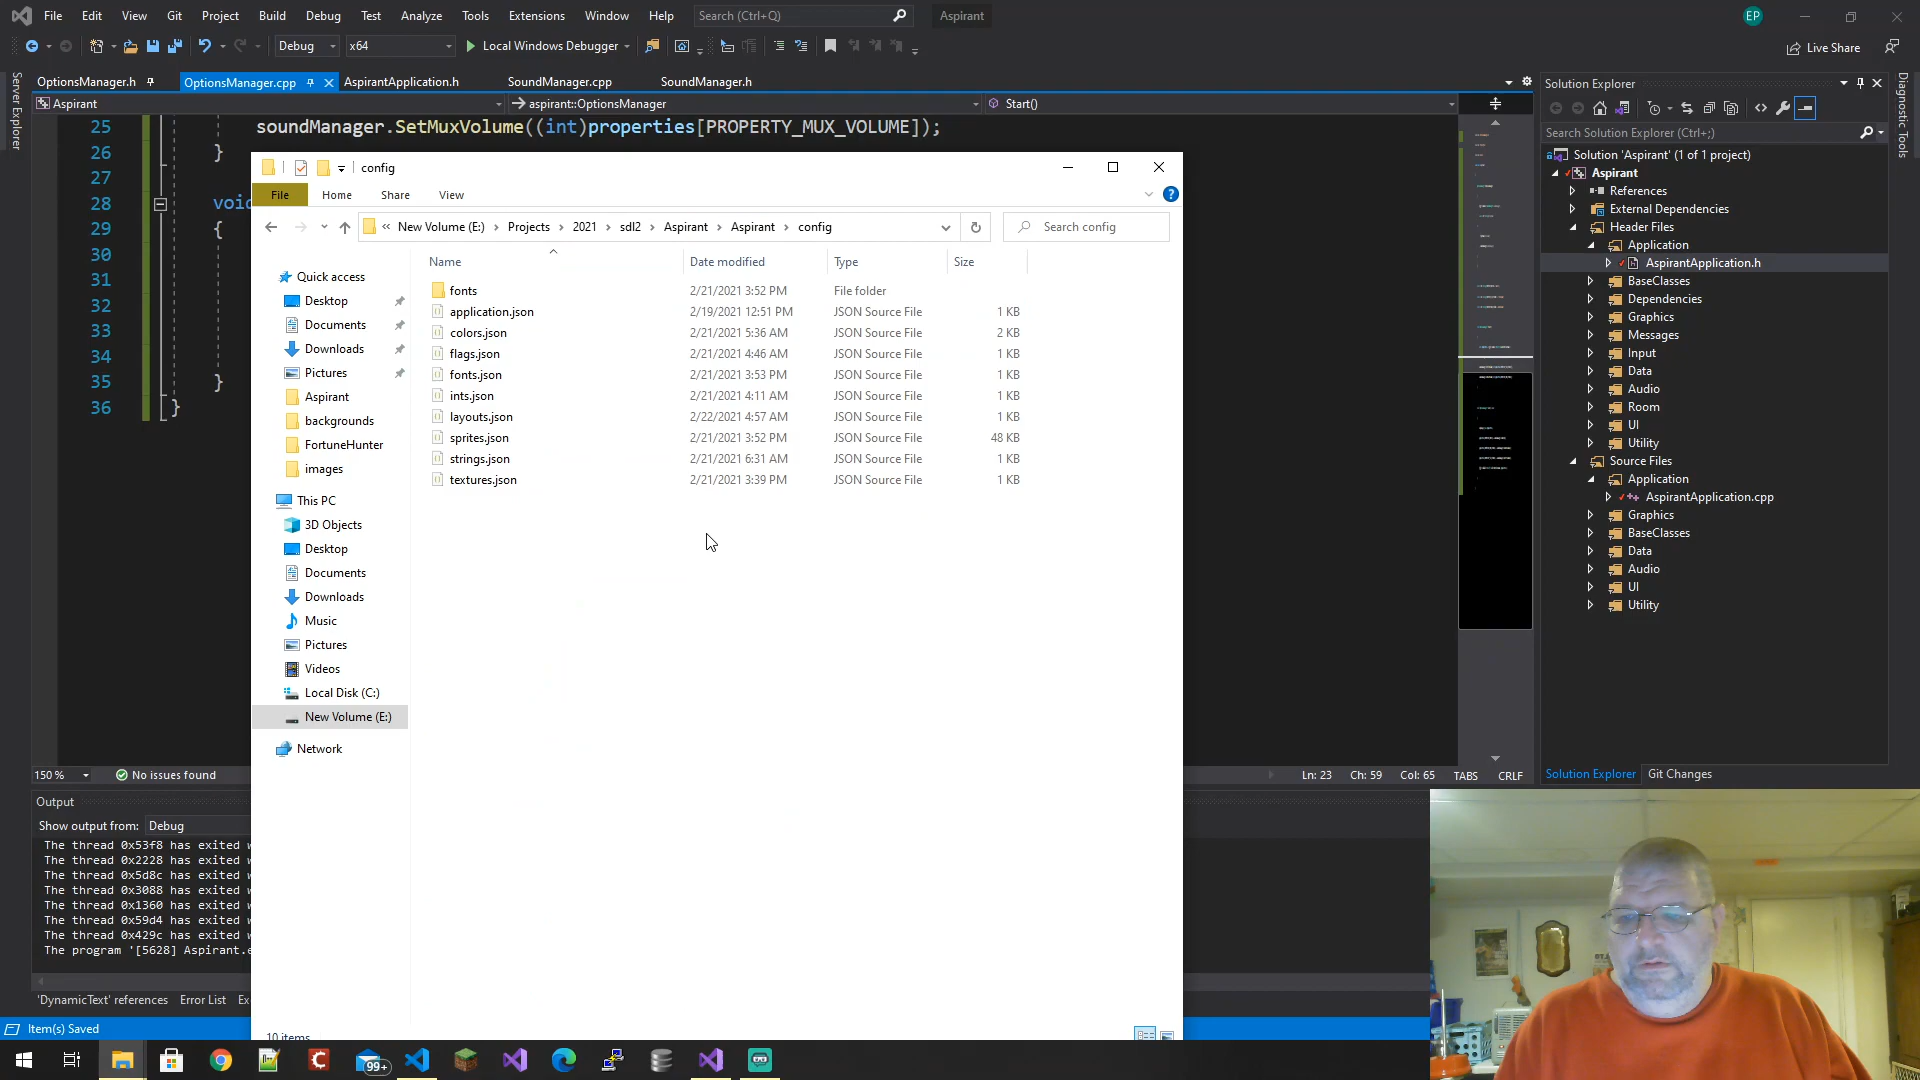 File Edit View Git Project Build Debug Test Analyze Tools Extensions Window Help Search (Ctrl+Q) Aspirant EP
Debug x64 Local Windows Debugger Live Share
OptionsManager.h OptionsManager.cpp AspirantApplication.h SoundManager.cpp SoundManager.h
Aspirant aspirant::OptionsManager Start()
Server Explorer
Diagnostic Tools
25 soundManager.SetMuxVolume((int)properties[PROPERTY_MUX_VOLUME]);
26 }
27
28 void
29 {
30
31
32
33
34
35 }
36 }
config
File Home Share View
« New Volume (E:) › Projects › 2021 › sdl2 › Aspirant › Aspirant › config Search config
Name Date modified Type Size
fonts 2/21/2021 3:52 PM File folder
application.json 2/19/2021 12:51 PM JSON Source File 1 KB
colors.json 2/21/2021 5:36 AM JSON Source File 2 KB
flags.json 2/21/2021 4:46 AM JSON Source File 1 KB
fonts.json 2/21/2021 3:53 PM JSON Source File 1 KB
ints.json 2/21/2021 4:11 AM JSON Source File 1 KB
layouts.json 2/22/2021 4:57 AM JSON Source File 1 KB
sprites.json 2/21/2021 3:52 PM JSON Source File 48 KB
strings.json 2/21/2021 6:31 AM JSON Source File 1 KB
textures.json 2/21/2021 3:39 PM JSON Source File 1 KB
Quick access
Desktop
Documents
Downloads
Pictures
Aspirant
backgrounds
FortuneHunter
images
This PC
3D Objects
Desktop
Documents
Downloads
Music
Pictures
Videos
Local Disk (C:)
New Volume (E:)
Network
10 items
Solution Explorer
Search Solution Explorer (Ctrl+;)
Solution 'Aspirant' (1 of 1 project)
Aspirant
References
External Dependencies
Header Files
Application
AspirantApplication.h
BaseClasses
Dependencies
Graphics
Messages
Input
Data
Audio
Room
UI
Utility
Source Files
Application
AspirantApplication.cpp
Graphics
BaseClasses
Data
Audio
UI
Utility
Solution Explorer Git Changes
150 % No issues found Ln: 23 Ch: 59 Col: 65 TABS CRLF
Output
Show output from: Debug
The thread 0x53f8 has exited w
The thread 0x2228 has exited w
The thread 0x5d8c has exited w
The thread 0x3088 has exited w
The thread 0x1360 has exited w
The thread 0x59d4 has exited w
The thread 0x429c has exited w
The program '[5628] Aspirant.e
'DynamicText' references Error List Ex
Item(s) Saved
99+